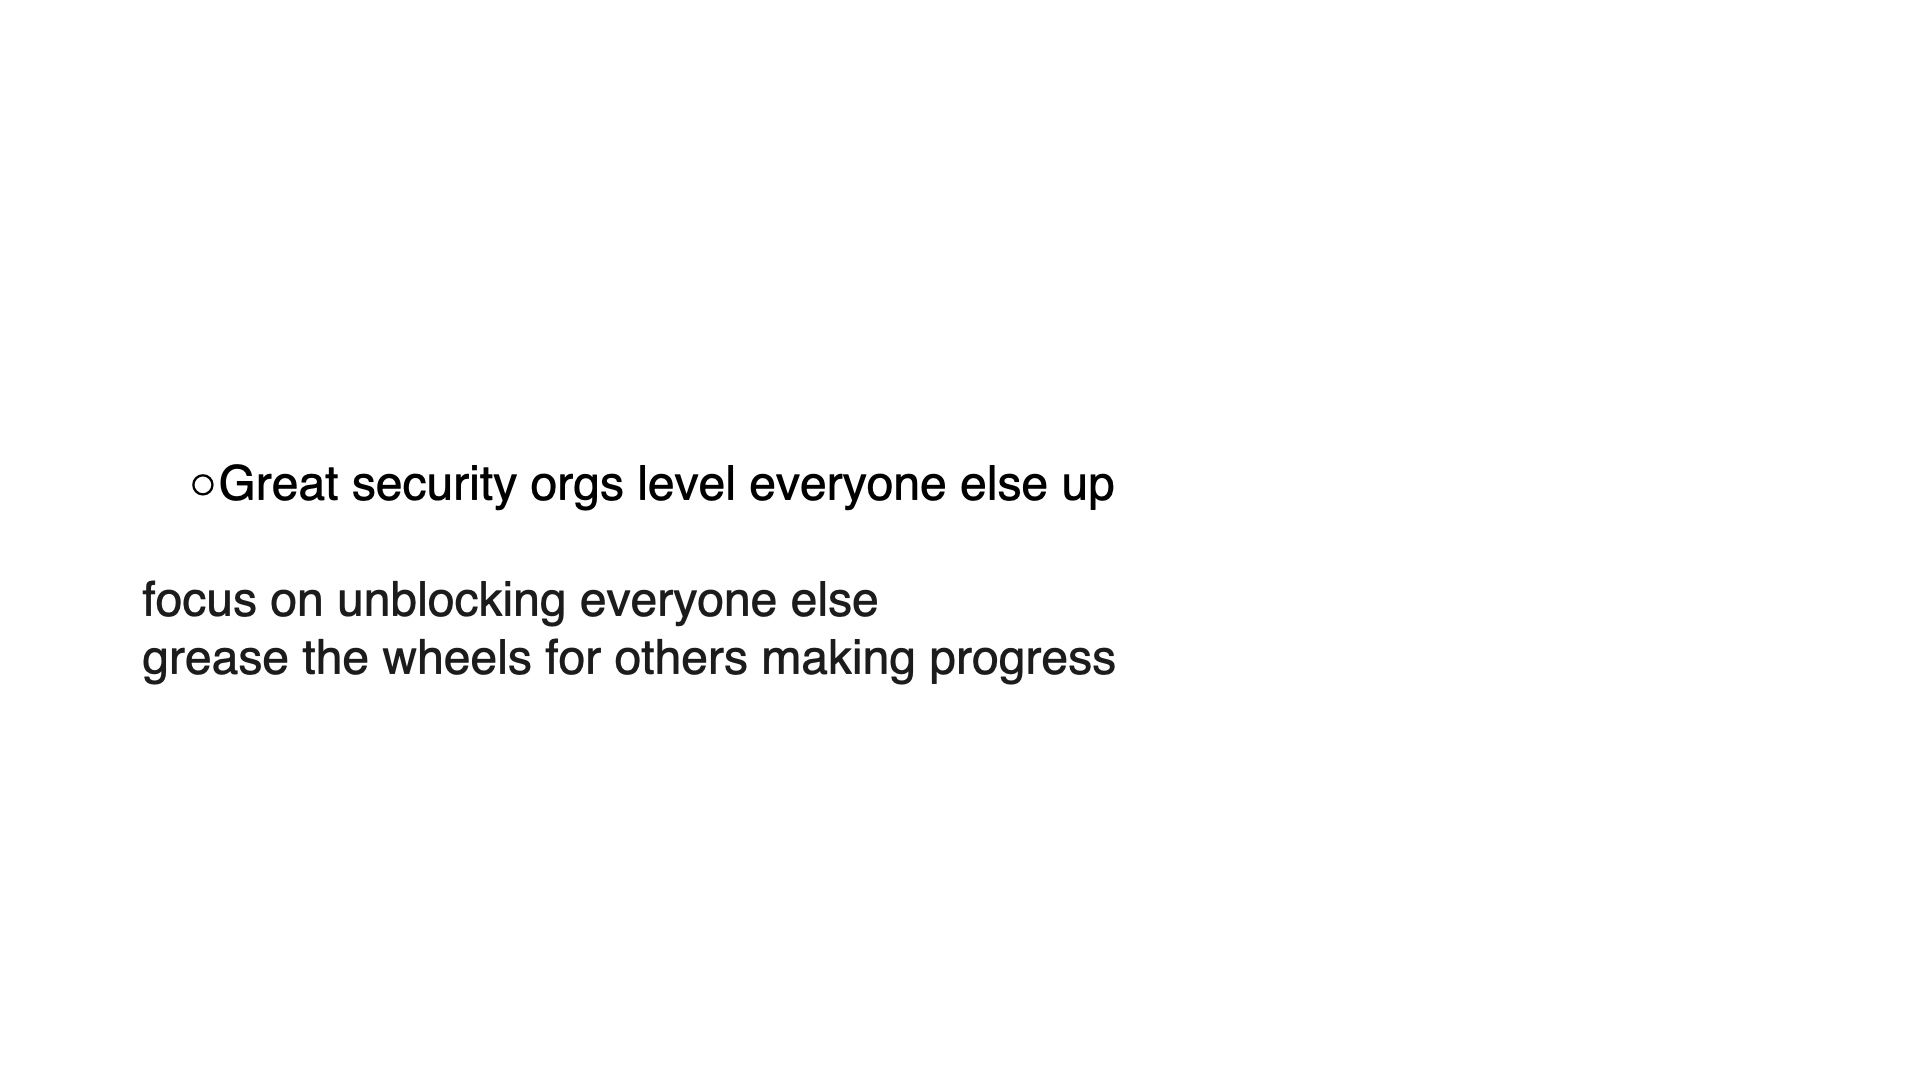 ○Great security orgs level everyone else up
focus on unblocking everyone else
grease the wheels for others making progress